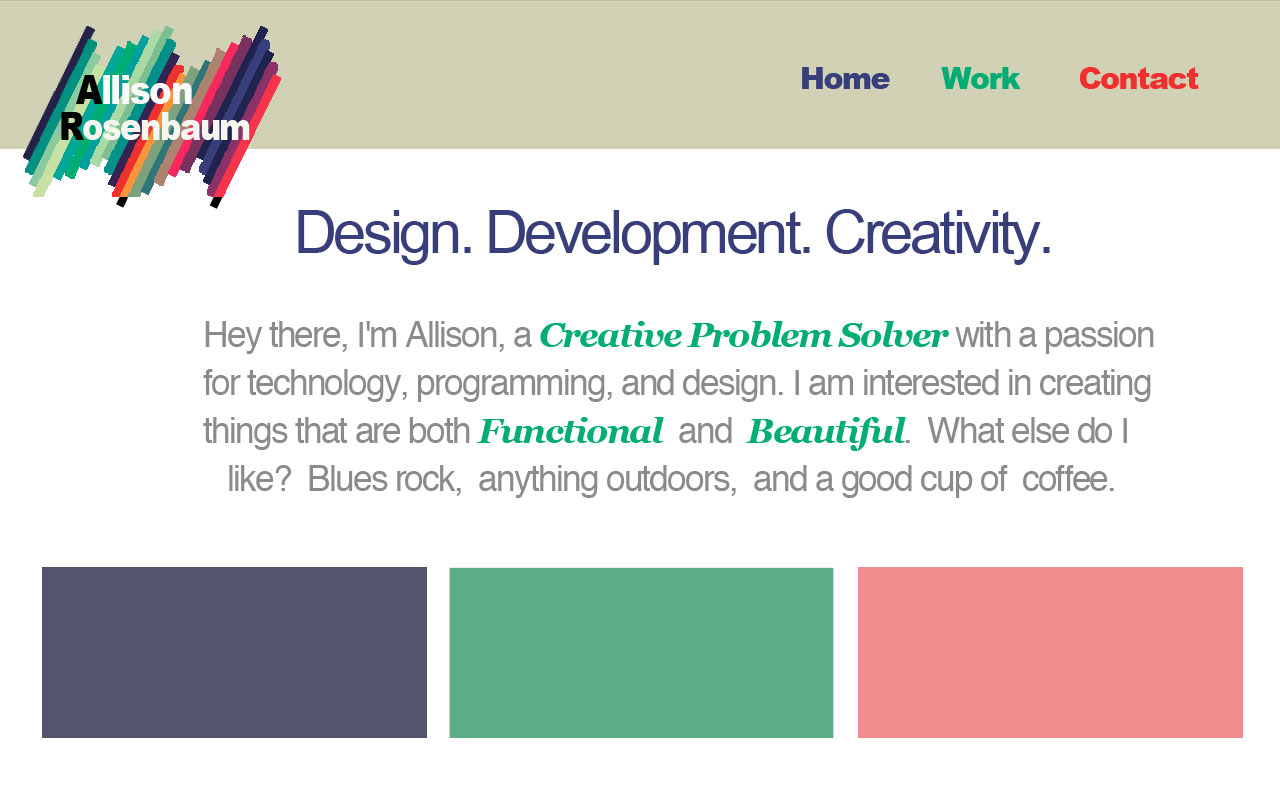 Allison
Rosenbaum
Home Work Contact
Design. Development. Creativity.
Hey there, I'm Allison, a Creative Problem Solver with a passion
for technology, programming, and design. I am interested in creating
things that are both Functional and Beautiful. What else do I
like? Blues rock, anything outdoors, and a good cup of coffee.